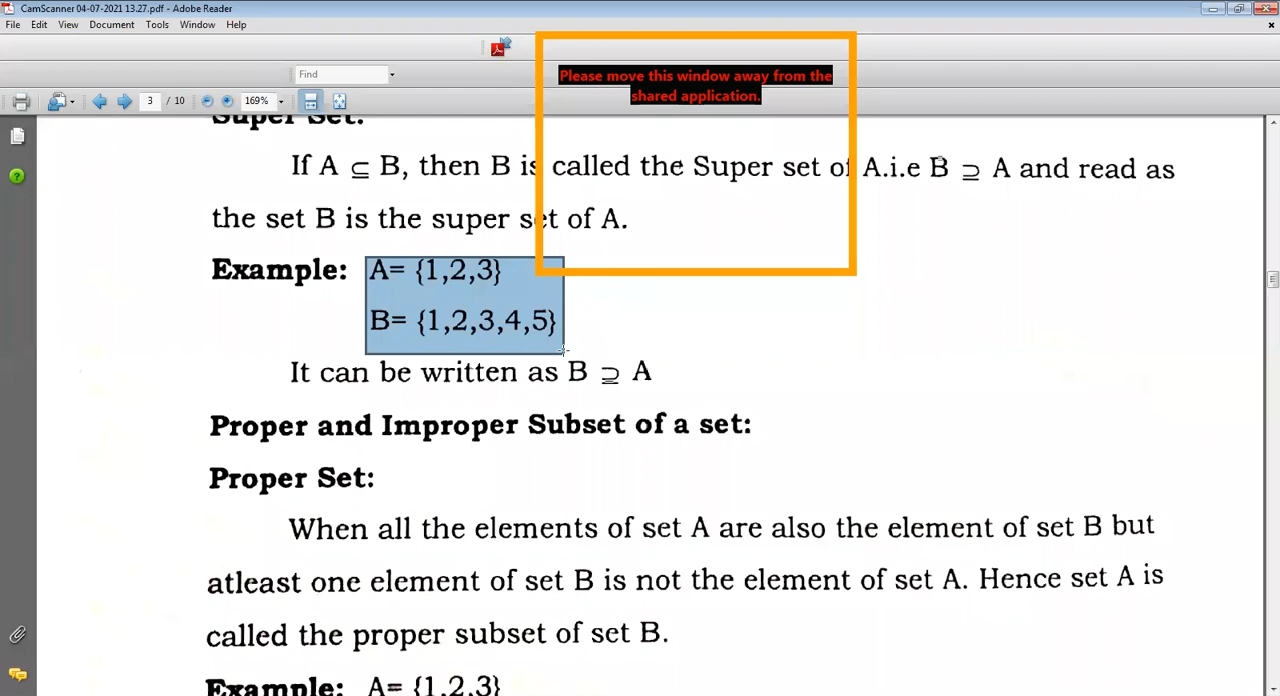 CamScanner 04-07-2021 13.27.pdf - Adobe Reader
File Edit View Document Tools Window Help
Find
3 / 10 169%
Please move this window away from the
shared application.
Super Set:
If A ⊆ B, then B is called the Super set of A.i.e B ⊇ A and read as
the set B is the super set of A.
Example: A= {1,2,3}
B= {1,2,3,4,5}
It can be written as B ⊇ A
Proper and Improper Subset of a set:
Proper Set:
When all the elements of set A are also the element of set B but
atleast one element of set B is not the element of set A. Hence set A is
called the proper subset of set B.
Example: A= {1,2,3}